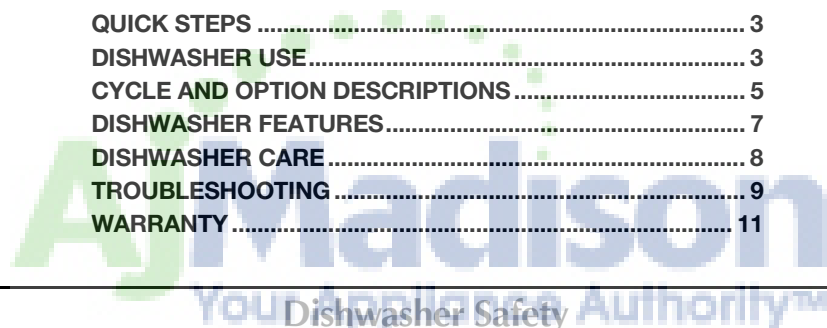 QUICK STEPS ........................................................................ 3
DISHWASHER USE................................................................ 3
CYCLE AND OPTION DESCRIPTIONS.................................. 5
DISHWASHER FEATURES..................................................... 7
DISHWASHER CARE.............................................................. 8
TROUBLESHOOTING............................................................. 9
WARRANTY.......................................................................... 11
AjMadison
Your Appliance Authority™
Dishwasher Safety